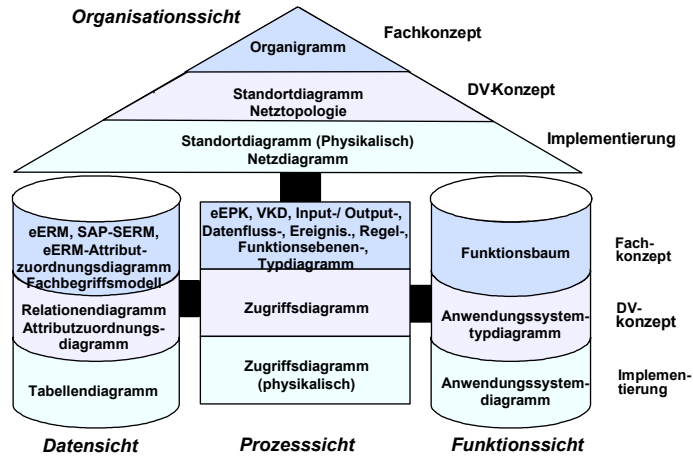 Organisationssicht
Fachkonzept
Organigramm
DV-Konzept
Standortdiagramm
Netztopologie
Implementierung
Standortdiagramm (Physikalisch)
Netzdiagramm
eERM, SAP-SERM,
eERM-Attribut-
zuordnungsdiagramm
Fachbegriffsmodell
Relationendiagramm
Attributzuordnungs-
diagramm
Tabellendiagramm
Datensicht
eEPK, VKD, Input-/ Output-,
Datenfluss-, Ereignis., Regel-,
Funktionsebenen-,
Typdiagramm
Zugriffsdiagramm
Zugriffsdiagramm
(physikalisch)
Prozesssicht
Funktionsbaum
Anwendungssystem-
typdiagramm
Anwendungssystem-
diagramm
Funktionssicht
Fach-
konzept
DV-
konzept
Implemen-
tierung